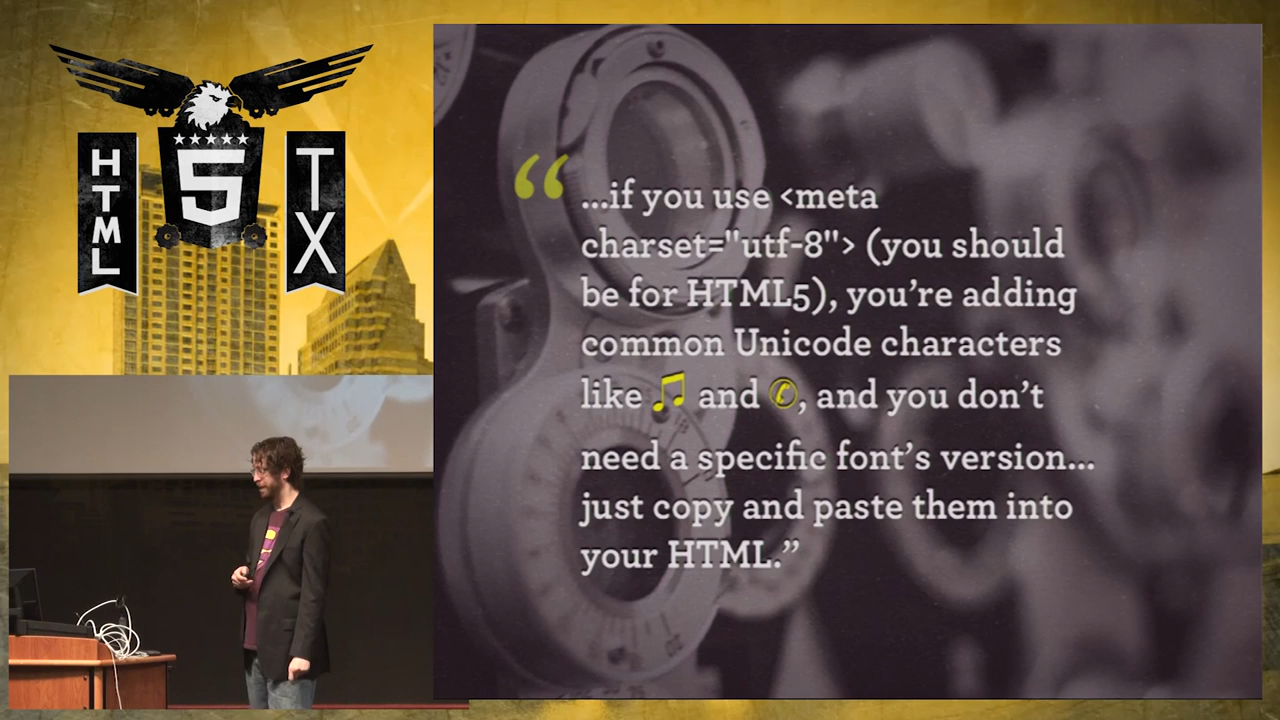 HTML
5
TX
“
...if you use <meta
charset="utf-8"> (you should
be for HTML5), you’re adding
common Unicode characters
like ♫ and ✆, and you don’t
need a specific font’s version...
just copy and paste them into
your HTML.”